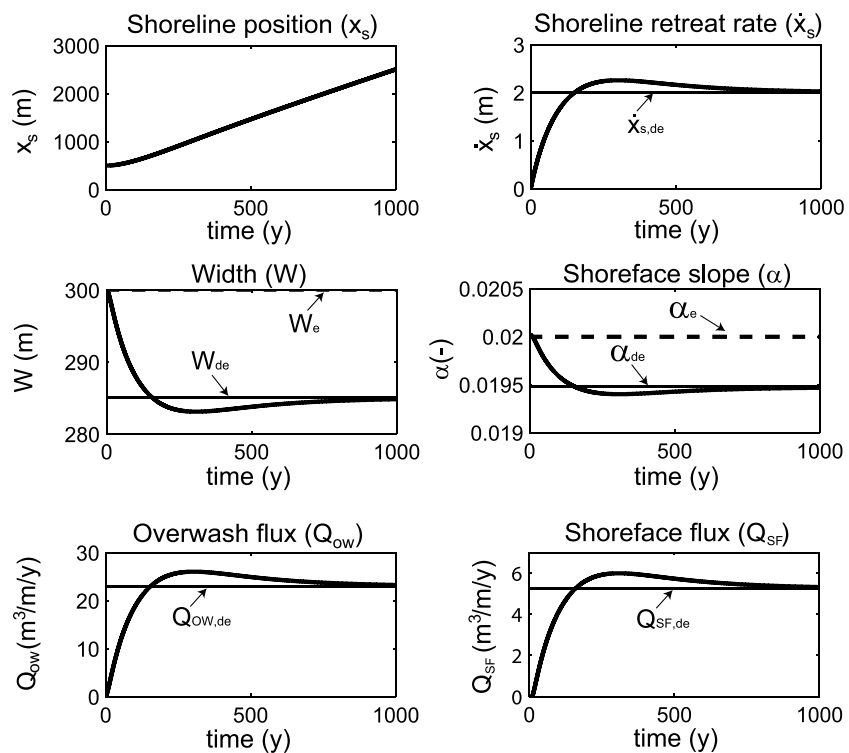 Shoreline position (xₛ)
xₛ (m)
3000
2000
1000
0
0 500 1000
time (y)
Shoreline retreat rate (ẋₛ)
ẋₛ (m)
3
2
1
0
ẋs,de
0 500 1000
time (y)
Width (W)
W (m)
300
290
280
We
Wde
0 500 1000
time (y)
Shoreface slope (α)
α(-)
0.0205
0.02
0.0195
0.019
αe
αde
0 500 1000
time (y)
Overwash flux (Qow)
Qow(m³/m/y)
30
20
10
0
QOW,de
0 500 1000
time (y)
Shoreface flux (QSF)
QSF (m³/m/y)
6
4
2
0
QSF,de
0 500 1000
time (y)